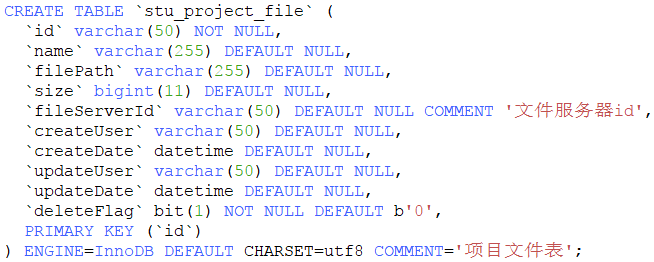 CREATE TABLE `stu_project_file` (
  `id` varchar(50) NOT NULL,
  `name` varchar(255) DEFAULT NULL,
  `filePath` varchar(255) DEFAULT NULL,
  `size` bigint(11) DEFAULT NULL,
  `fileServerId` varchar(50) DEFAULT NULL COMMENT '文件服务器id',
  `createUser` varchar(50) DEFAULT NULL,
  `createDate` datetime DEFAULT NULL,
  `updateUser` varchar(50) DEFAULT NULL,
  `updateDate` datetime DEFAULT NULL,
  `deleteFlag` bit(1) NOT NULL DEFAULT b'0',
  PRIMARY KEY (`id`)
) ENGINE=InnoDB DEFAULT CHARSET=utf8 COMMENT='项目文件表';